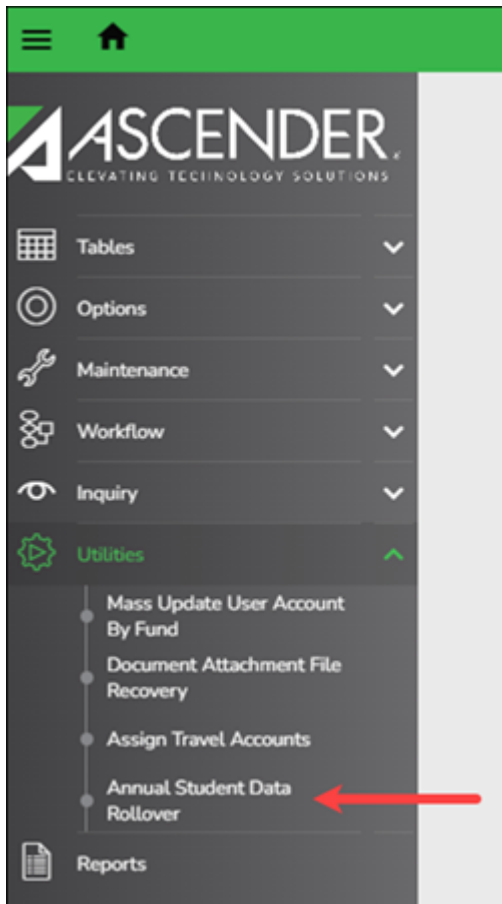 ASCENDER
ELEVATING TECHNOLOGY SOLUTIONS
Tables
Options
Maintenance
Workflow
Inquiry
Utilities
Mass Update User Account
By Fund
Document Attachment File
Recovery
Assign Travel Accounts
Annual Student Data
Rollover
Reports